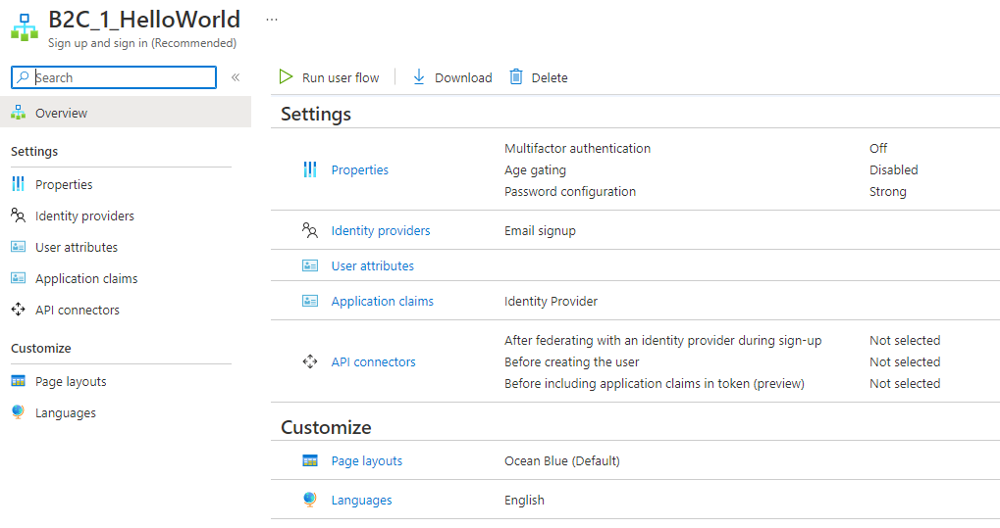 B2C_1_HelloWorld ...
Sign up and sign in (Recommended)
Search «
Overview
Settings
Properties
Identity providers
User attributes
Application claims
API connectors
Customize
Page layouts
Languages
Run user flow Download Delete
Settings
Properties
Multifactor authentication Off
Age gating Disabled
Password configuration Strong
Identity providers Email signup
User attributes
Application claims Identity Provider
API connectors
After federating with an identity provider during sign-up Not selected
Before creating the user Not selected
Before including application claims in token (preview) Not selected
Customize
Page layouts Ocean Blue (Default)
Languages English